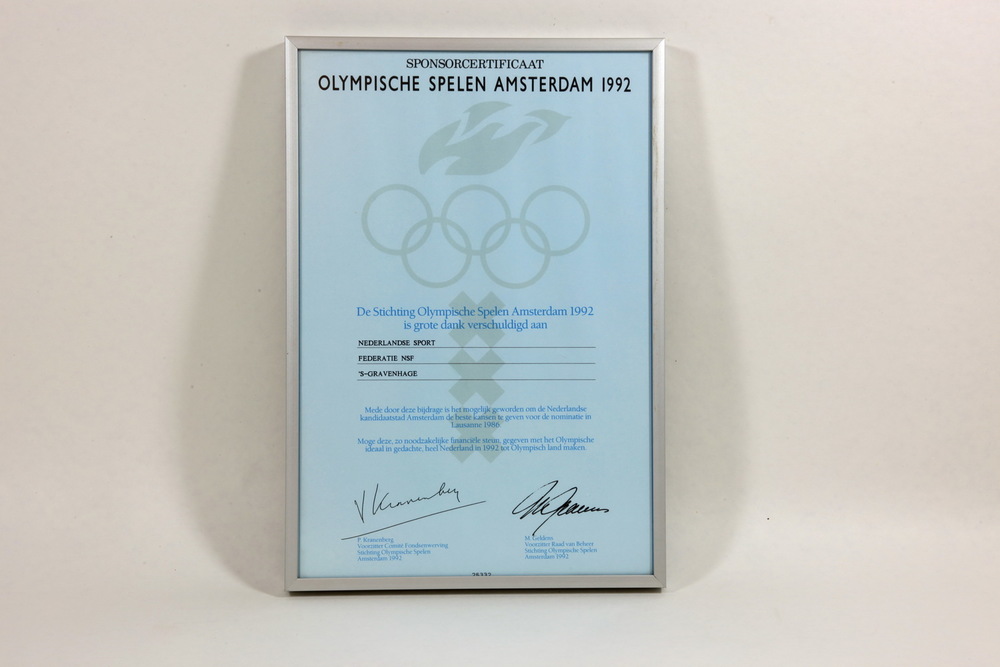 SPONSORCERTIFICAAT
OLYMPISCHE SPELEN AMSTERDAM 1992
De Stichting Olympische Spelen Amsterdam 1992
is grote dank verschuldigd aan
NEDERLANDSE SPORT
FEDERATIE NSF
'S-GRAVENHAGE
Mede door deze bijdrage is het mogelijk geworden om de Nederlandse
kandidaatstad Amsterdam de beste kansen te geven voor de nominatie in
Lausanne 1986.
Moge deze, zo noodzakelijke financiële steun, gegeven met het Olympische
ideaal in gedachte, heel Nederland in 1992 tot Olympisch land maken.
P. Kranenberg
Voorzitter Comité Fondsenwerving
Stichting Olympische Spelen
Amsterdam 1992
M. Geldens
Voorzitter Raad van Beheer
Stichting Olympische Spelen
Amsterdam 1992